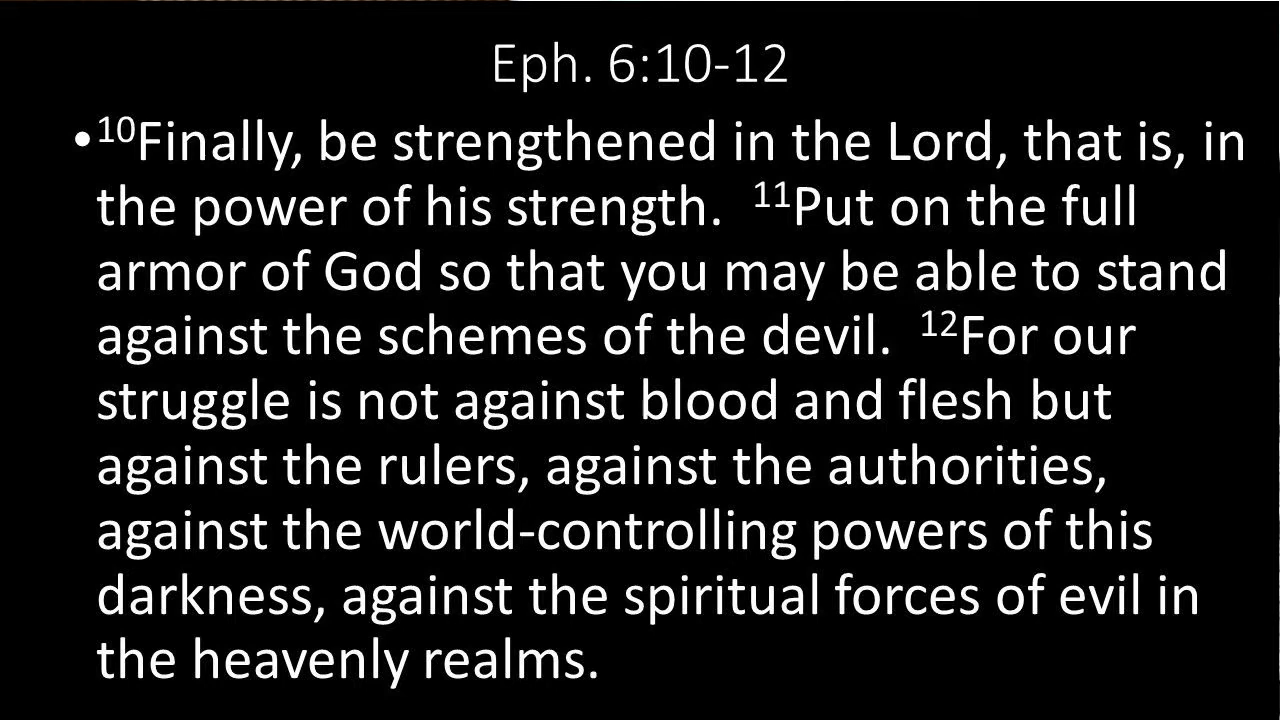 Eph. 6:10-12
•¹⁰Finally, be strengthened in the Lord, that is, in
the power of his strength.  ¹¹Put on the full
armor of God so that you may be able to stand
against the schemes of the devil.  ¹²For our
struggle is not against blood and flesh but
against the rulers, against the authorities,
against the world-controlling powers of this
darkness, against the spiritual forces of evil in
the heavenly realms.